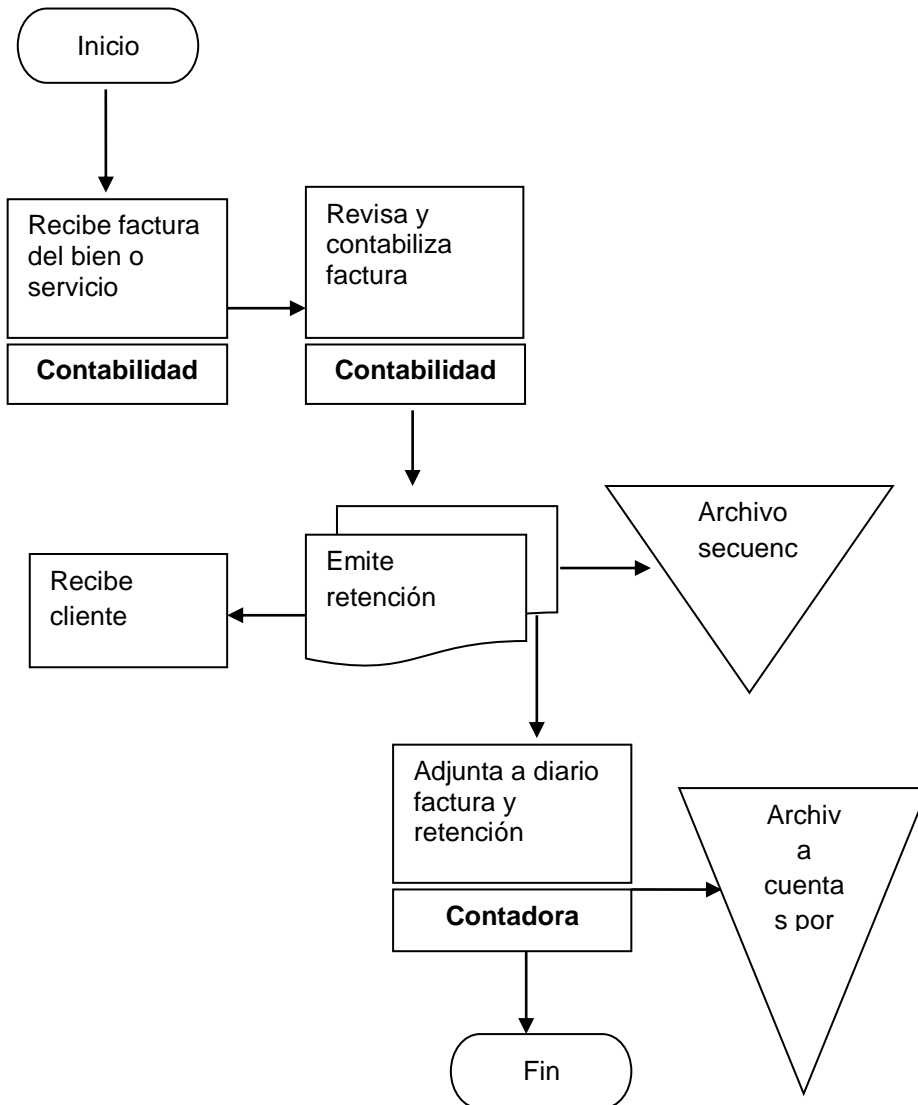 Inicio
Recibe factura
del bien o
servicio
Contabilidad
Revisa y
contabiliza
factura
Contabilidad
Emite
retención
Archivo
secuenc
Recibe
cliente
Adjunta a diario
factura y
retención
Contadora
Archiv
a
cuenta
s por
Fin